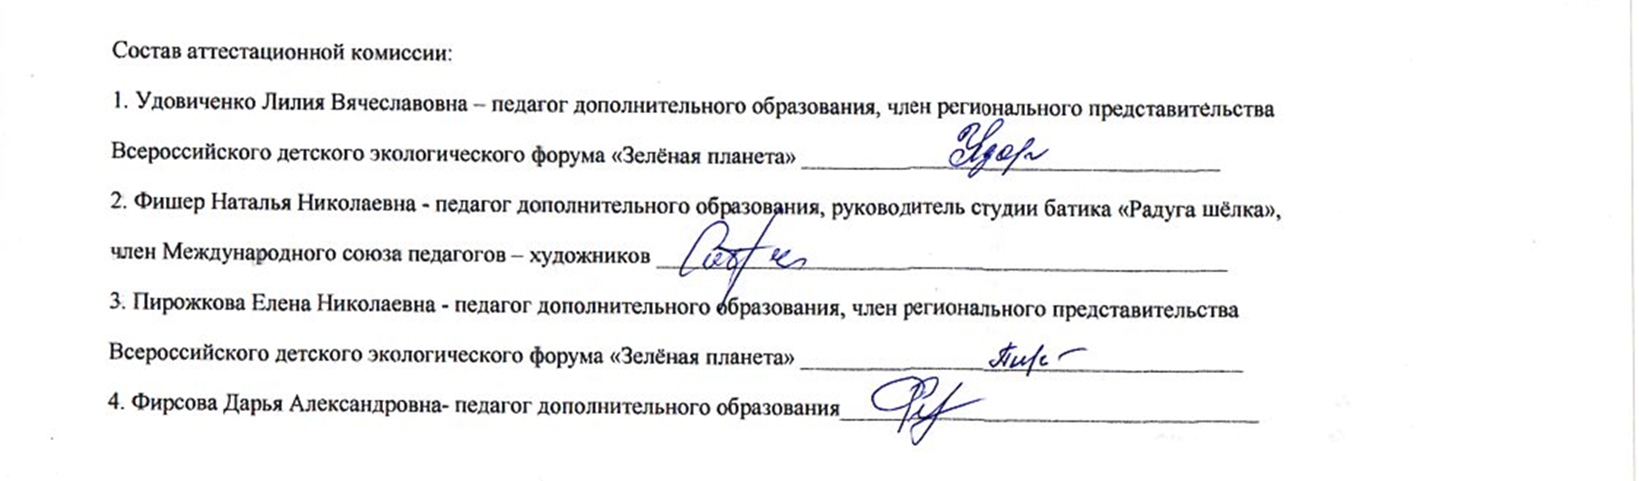 Состав аттестационной комиссии:
1. Удовиченко Лилия Вячеславовна – педагог дополнительного образования, член регионального представительства
Всероссийского детского экологического форума «Зелёная планета»
2. Фишер Наталья Николаевна - педагог дополнительного образования, руководитель студии батика «Радуга шёлка»,
член Международного союза педагогов – художников
3. Пирожкова Елена Николаевна - педагог дополнительного образования, член регионального представительства
Всероссийского детского экологического форума «Зелёная планета»
4. Фирсова Дарья Александровна- педагог дополнительного образования